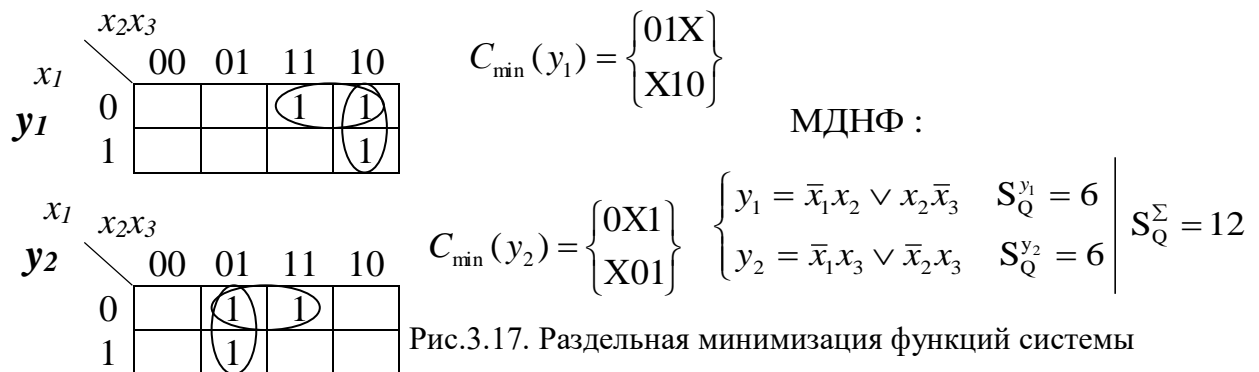 x₂x₃
x₁ 00 01 11 10
y₁ 0 1 1
1 1
C_min(y₁) = {01X X10}
МДНФ :
x₁ x₂x₃
y₂ 00 01 11 10
0 1 1
1 1
C_min(y₂) = {0X1 X01}
{ y₁ = x̄₁x₂ ∨ x₂x̄₃ S_Q^{y₁} = 6
y₂ = x̄₁x₃ ∨ x̄₂x₃ S_Q^{y₂} = 6 | S_Q^Σ = 12
Рис.3.17. Раздельная минимизация функций системы